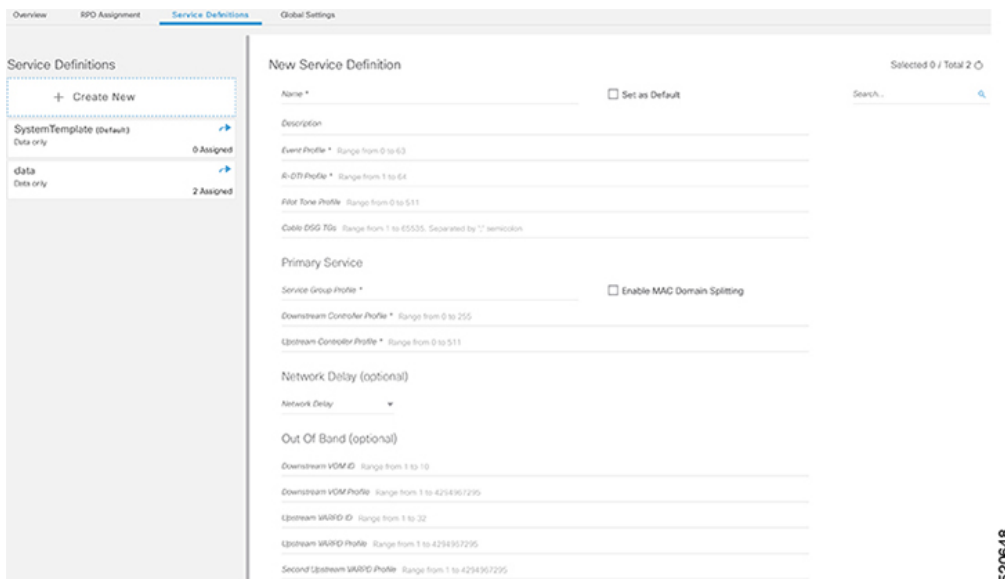 Overview RPD Assignment Service Definitions Global Settings
Service Definitions
+ Create New
SystemTemplate (Default)
Data only
0 Assigned
data
Data only
2 Assigned
New Service Definition
Selected 0 / Total 2
Name *
Set as Default
Search...
Description
Event Profile * Range from 0 to 63
R-DTI Profile * Range from 1 to 64
Pilot Tone Profile Range from 0 to 511
Cable DSG TGs Range from 1 to 65535. Separated by ";" semicolon
Primary Service
Service Group Profile *
Enable MAC Domain Splitting
Downstream Controller Profile * Range from 0 to 255
Upstream Controller Profile * Range from 0 to 511
Network Delay (optional)
Network Delay
Out Of Band (optional)
Downstream VOM ID Range from 1 to 10
Downstream VOM Profile Range from 1 to 4294967295
Upstream VARPD ID Range from 1 to 32
Upstream VARPD Profile Range from 1 to 4294967295
Second Upstream VARPD Profile Range from 1 to 4294967295